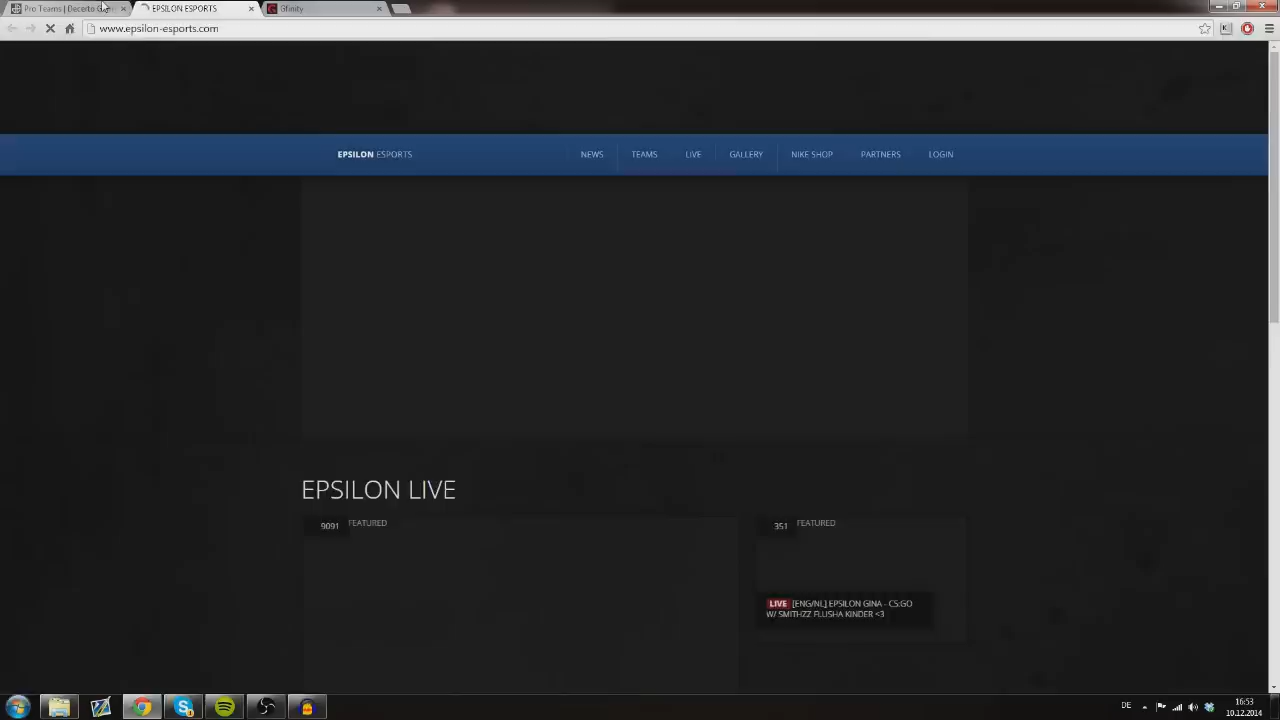 Pro Teams | Decerto
EPSILON ESPORTS
Gfinity
www.epsilon-esports.com
EPSILON ESPORTS
NEWS
TEAMS
LIVE
GALLERY
NIKE SHOP
PARTNERS
LOGIN
EPSILON LIVE
9091
FEATURED
351
FEATURED
LIVE [ENG/NL] EPSILON GINA - CS:GO
W/ SMITHZZ FLUSHA KINDER <3
DE
16:53
10.12.2014